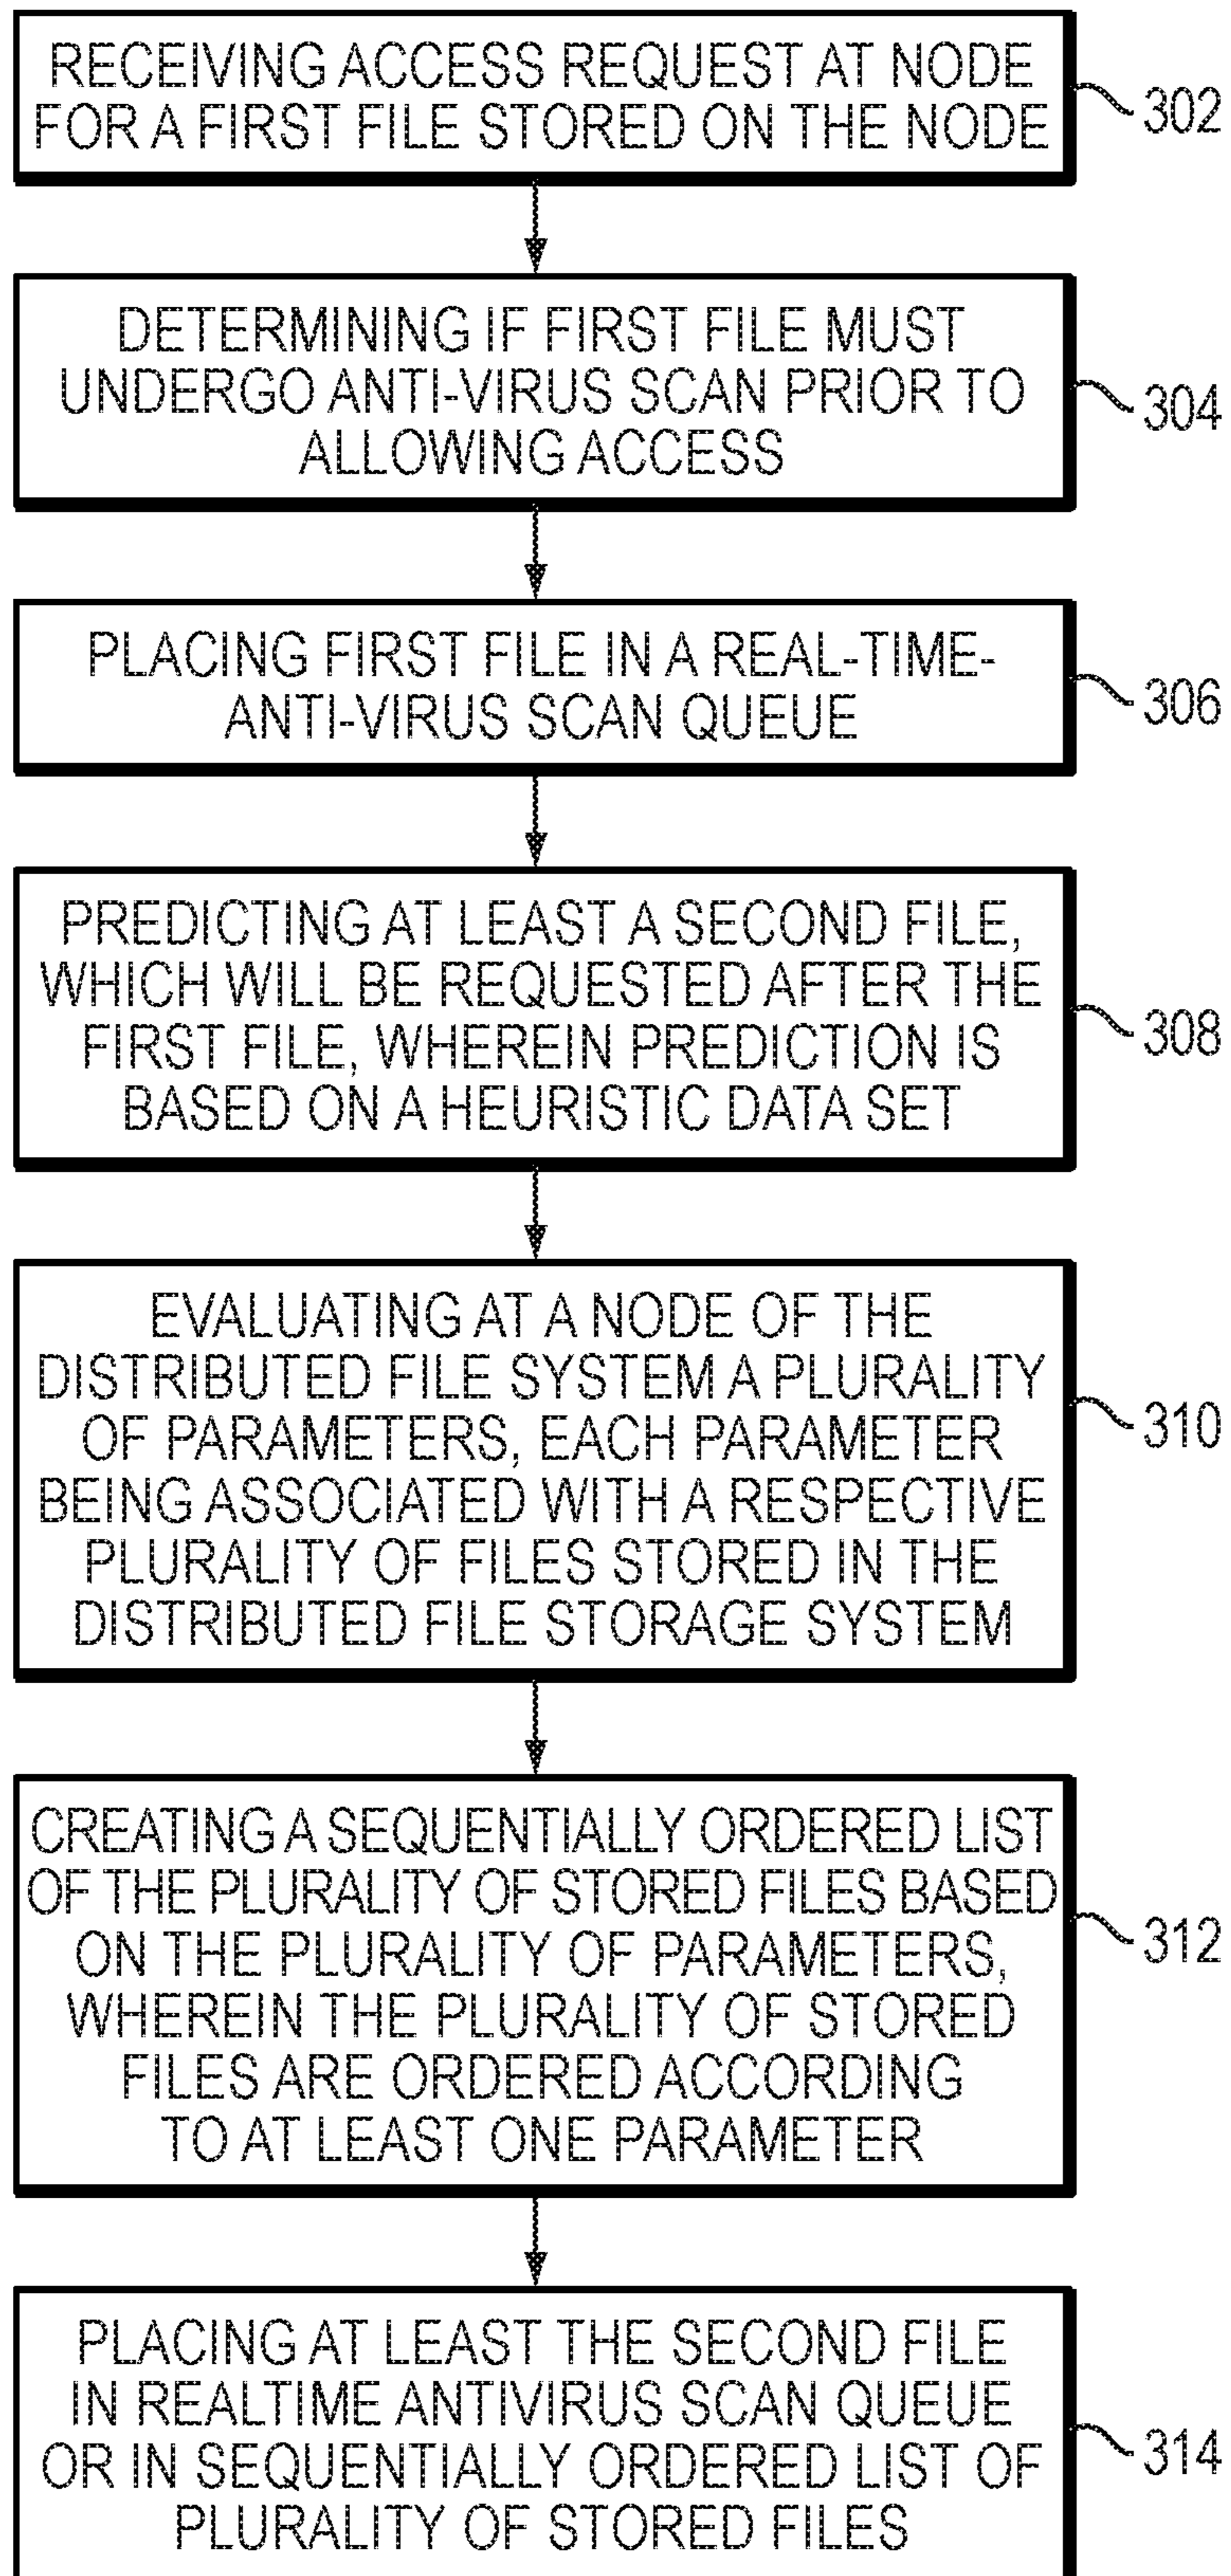 RECEIVING ACCESS REQUEST AT NODE
FOR A FIRST FILE STORED ON THE NODE
302
DETERMINING IF FIRST FILE MUST
UNDERGO ANTI-VIRUS SCAN PRIOR TO
ALLOWING ACCESS
304
PLACING FIRST FILE IN A REAL-TIME-
ANTI-VIRUS SCAN QUEUE
306
PREDICTING AT LEAST A SECOND FILE,
WHICH WILL BE REQUESTED AFTER THE
FIRST FILE, WHEREIN PREDICTION IS
BASED ON A HEURISTIC DATA SET
308
EVALUATING AT A NODE OF THE
DISTRIBUTED FILE SYSTEM A PLURALITY
OF PARAMETERS, EACH PARAMETER
BEING ASSOCIATED WITH A RESPECTIVE
PLURALITY OF FILES STORED IN THE
DISTRIBUTED FILE STORAGE SYSTEM
310
CREATING A SEQUENTIALLY ORDERED LIST
OF THE PLURALITY OF STORED FILES BASED
ON THE PLURALITY OF PARAMETERS,
WHEREIN THE PLURALITY OF STORED
FILES ARE ORDERED ACCORDING
TO AT LEAST ONE PARAMETER
312
PLACING AT LEAST THE SECOND FILE
IN REALTIME ANTIVIRUS SCAN QUEUE
OR IN SEQUENTIALLY ORDERED LIST OF
PLURALITY OF STORED FILES
314